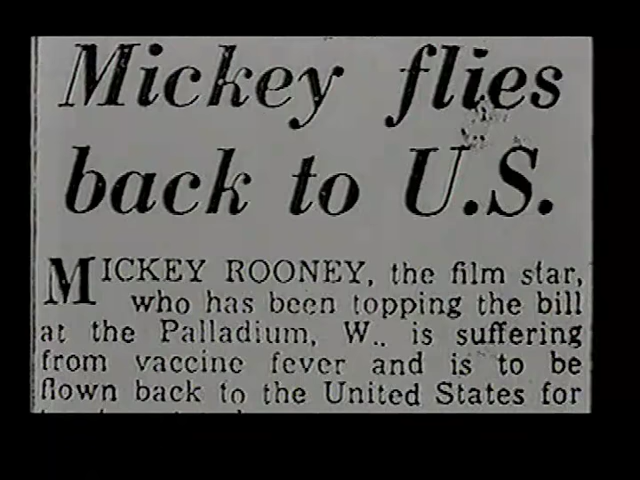 Mickey flies
back to U.S.
MICKEY ROONEY, the film star,
who has been topping the bill
at the Palladium, W., is suffering
from vaccine fever and is to be
flown back to the United States for